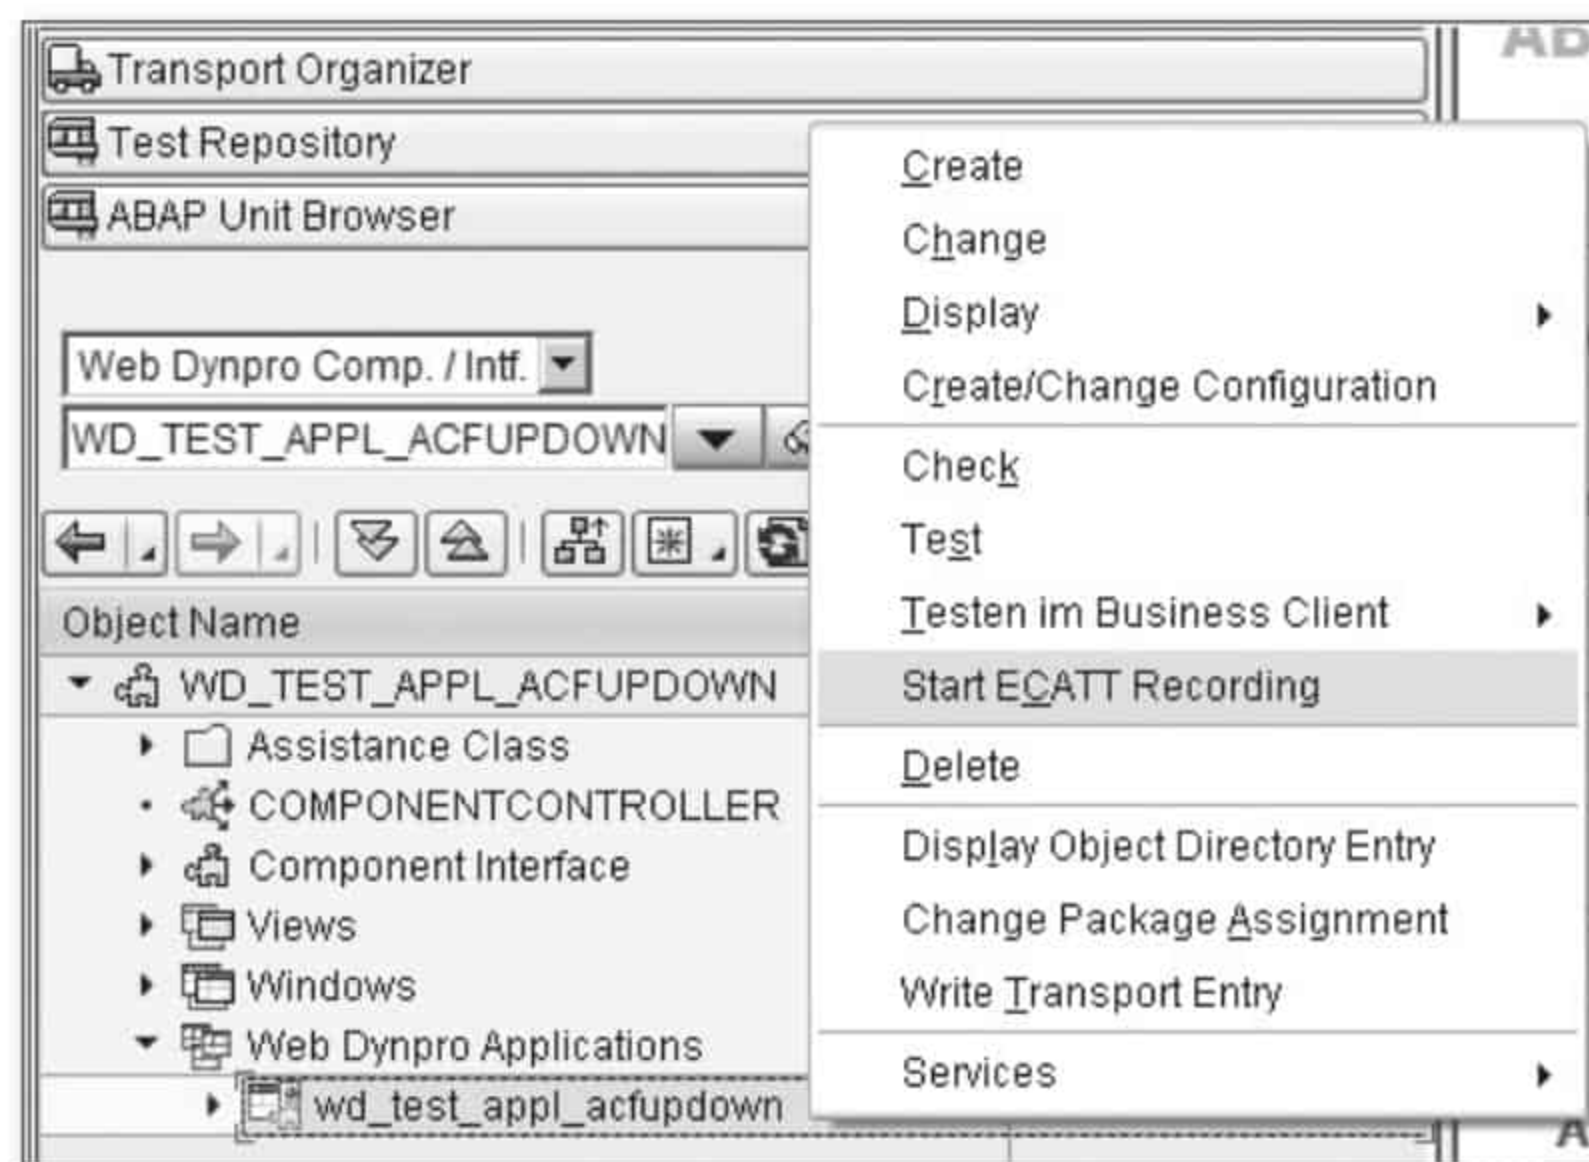 Transport Organizer
Test Repository
ABAP Unit Browser
Web Dynpro Comp. / Intf.
WD_TEST_APPL_ACFUPDOWN
Object Name
WD_TEST_APPL_ACFUPDOWN
Assistance Class
COMPONENTCONTROLLER
Component Interface
Views
Windows
Web Dynpro Applications
wd_test_appl_acfupdown
Create
Change
Display
Create/Change Configuration
Check
Test
Testen im Business Client
Start ECATT Recording
Delete
Display Object Directory Entry
Change Package Assignment
Write Transport Entry
Services